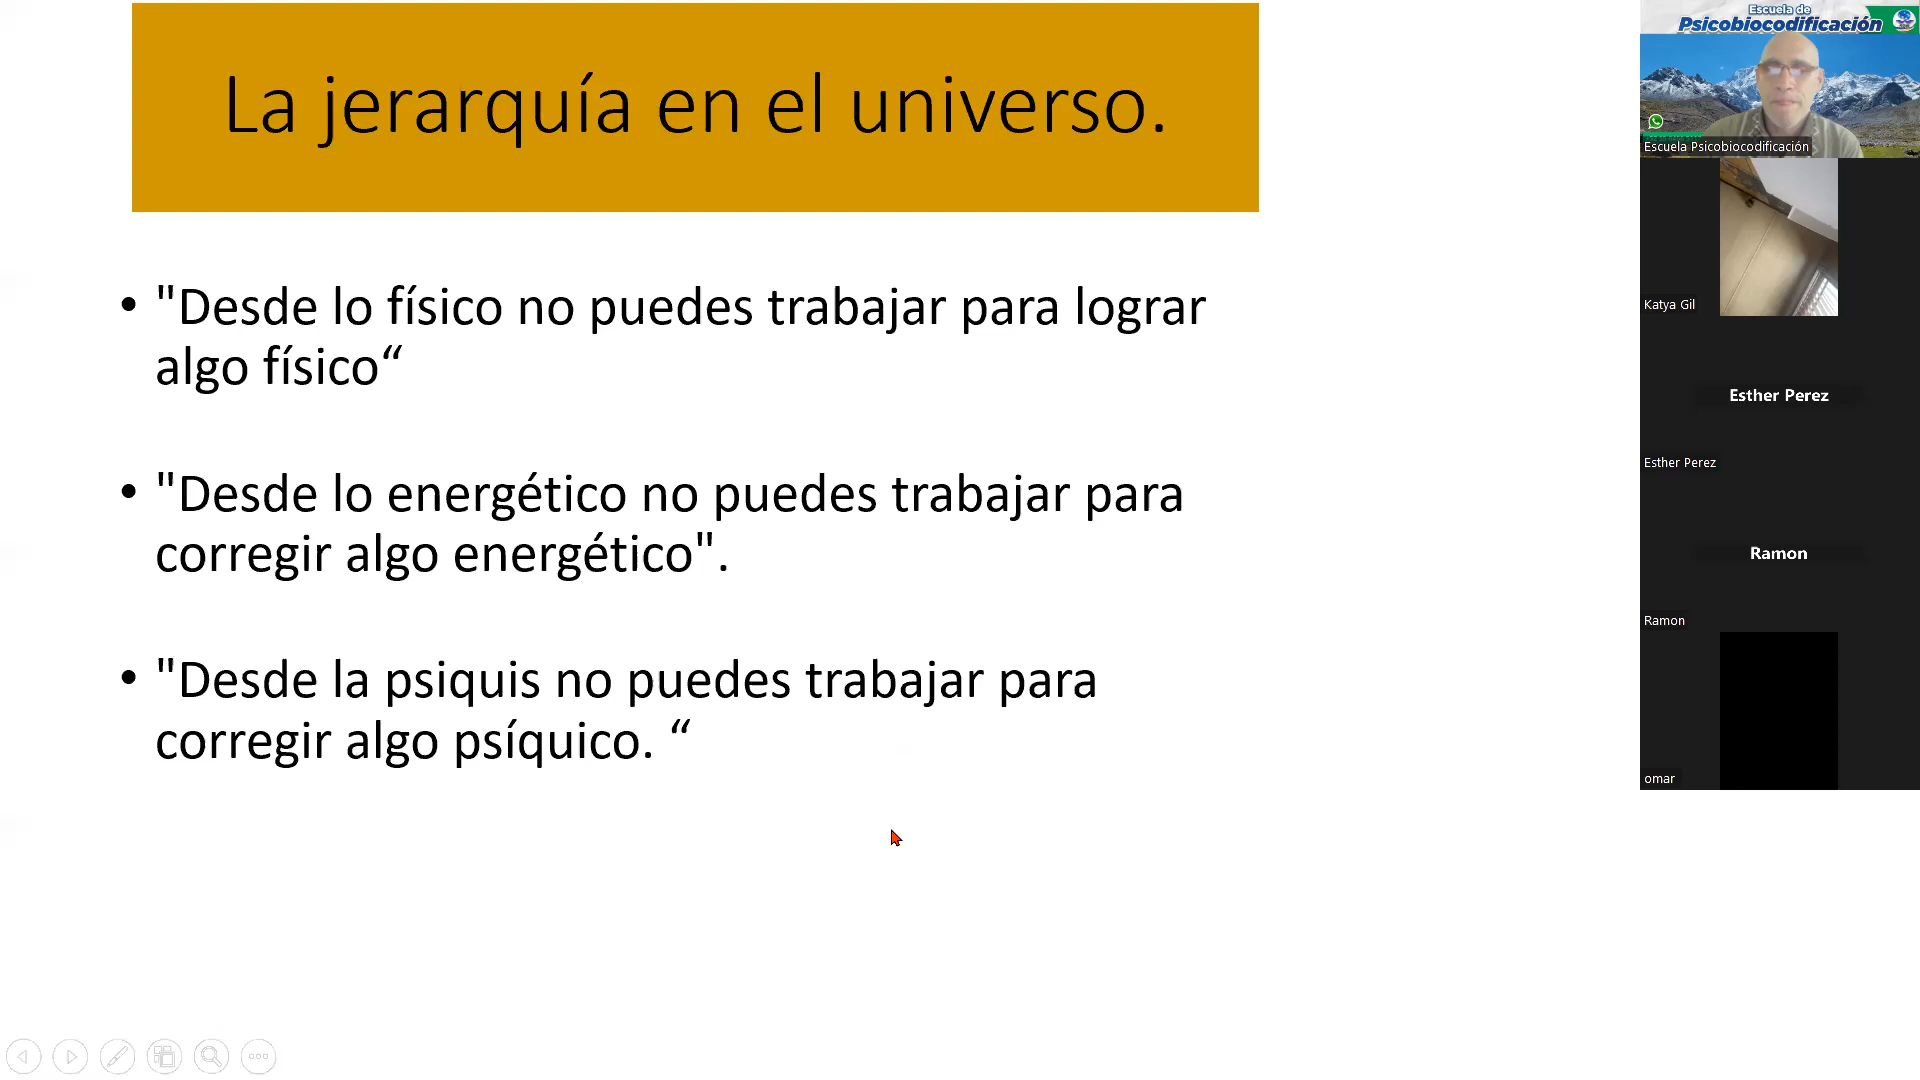 La jerarquía en el universo.
• "Desde lo físico no puedes trabajar para lograr
algo físico“
• "Desde lo energético no puedes trabajar para
corregir algo energético".
• "Desde la psiquis no puedes trabajar para
corregir algo psíquico. “
Escuela de
Psicobiocodificación
Escuela Psicobiocodificación
Katya Gil
Esther Perez
Esther Perez
Ramon
Ramon
omar